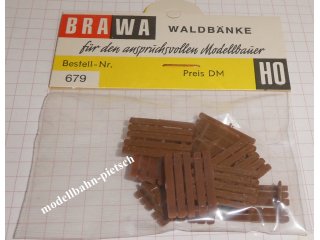 BRAWA WALDBÄNKE
für den anspruchsvollen Modellbauer
Bestell-Nr. Preis DM HO
679
modellbahn-pietsch